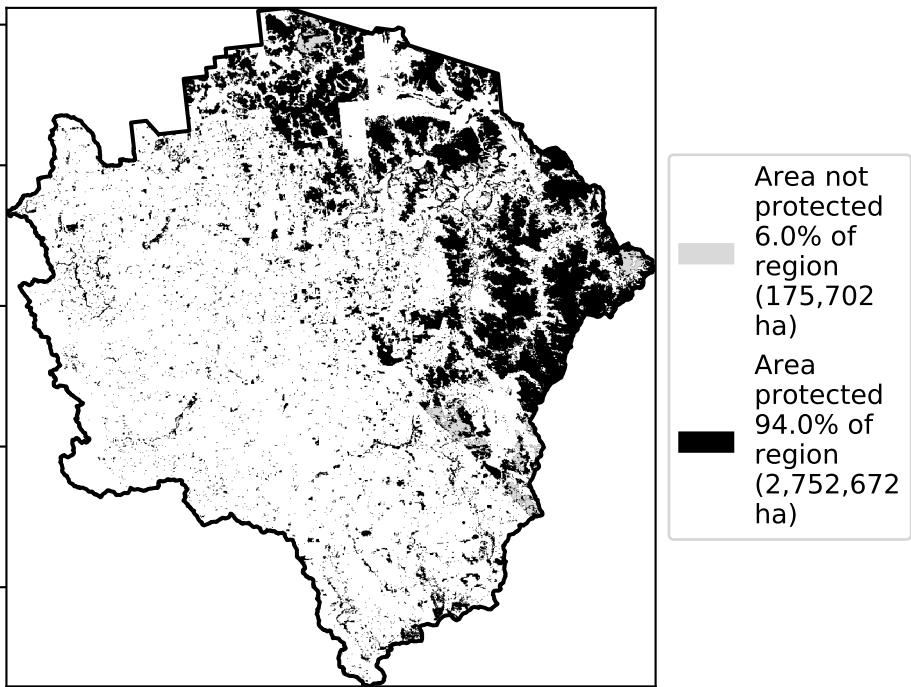 Area not
protected
6.0% of
region
(175,702
ha)
Area
protected
94.0% of
region
(2,752,672
ha)